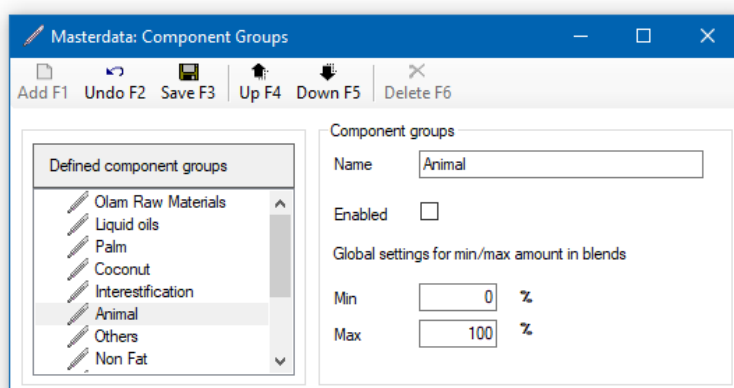 Masterdata: Component Groups
Add F1 Undo F2 Save F3 Up F4 Down F5 Delete F6
Defined component groups
Olam Raw Materials
Liquid oils
Palm
Coconut
Interestification
Animal
Others
Non Fat
Component groups
Name Animal
Enabled
Global settings for min/max amount in blends
Min 0 %
Max 100 %